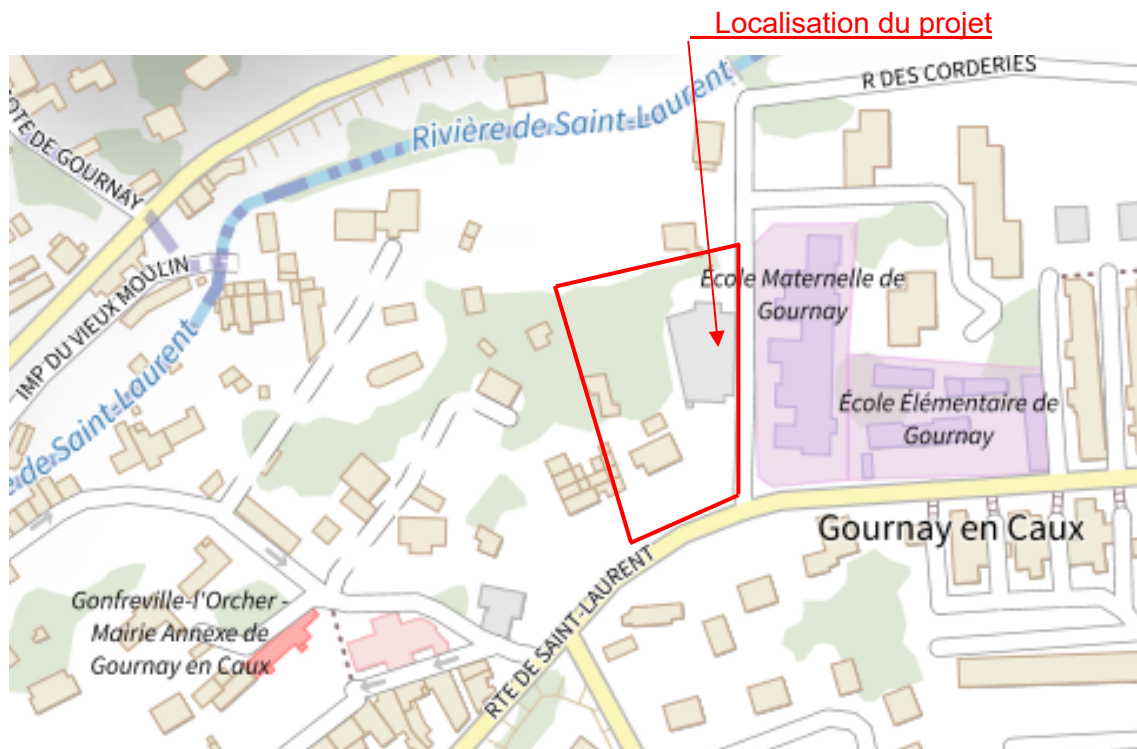 Localisation du projet
R DES CORDERIES
Rivière de Saint-Laurent
OTE DE GOURNAY
IMP DU VIEUX MOULIN
École Maternelle de
Gournay
e de Saint-Laurent
École Élémentaire de
Gournay
Gournay en Caux
RTE DE SAINT-LAURENT
Gonfreville-l'Orcher -
Mairie Annexe de
Gournay en Caux